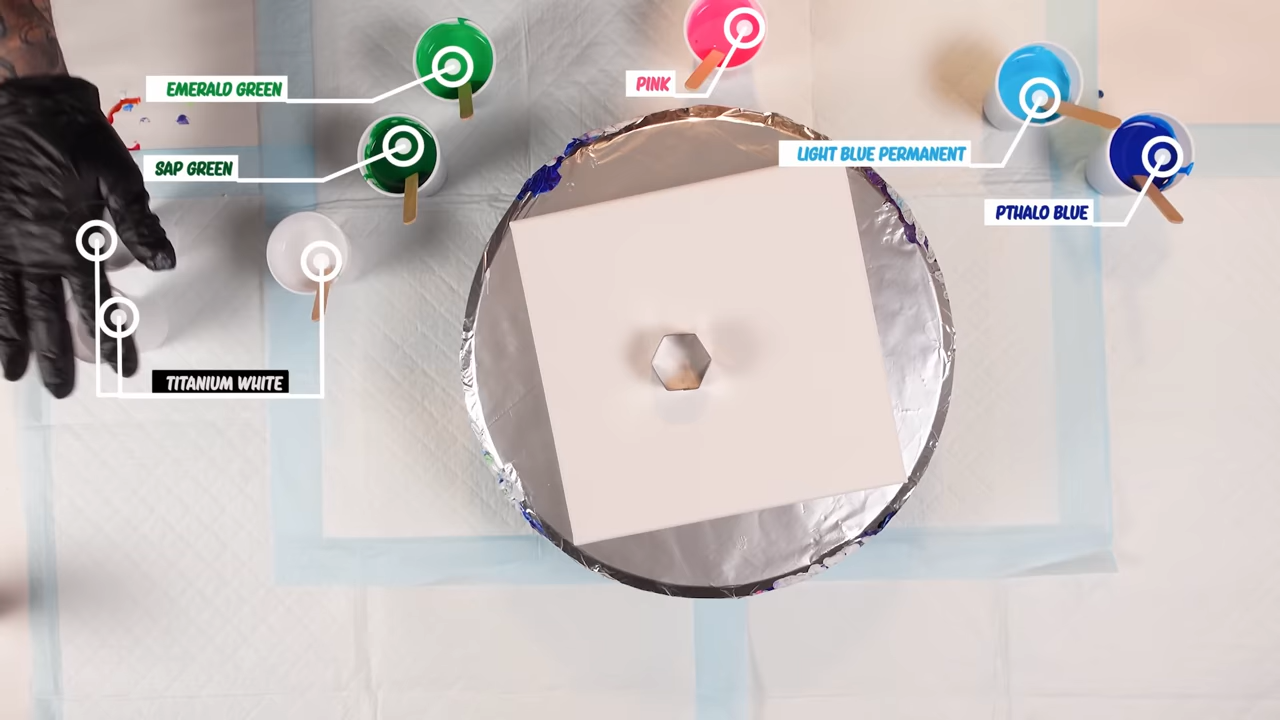 EMERALD GREEN
PINK
LIGHT BLUE PERMANENT
SAP GREEN
PTHALO BLUE
TITANIUM WHITE